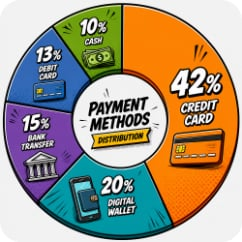 PAYMENT
METHODS
DISTRIBUTION
42%
CREDIT
CARD
20%
DIGITAL
WALLET
15%
BANK
TRANSFER
13%
DEBIT
CARD
10%
CASH